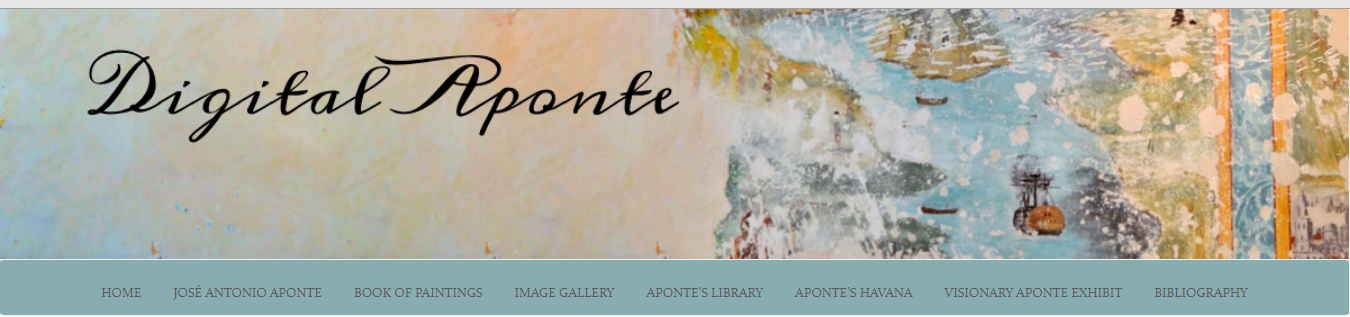 Digital Aponte
HOME JOSÉ ANTONIO APONTE BOOK OF PAINTINGS IMAGE GALLERY APONTE'S LIBRARY APONTE'S HAVANA VISIONARY APONTE EXHIBIT BIBLIOGRAPHY